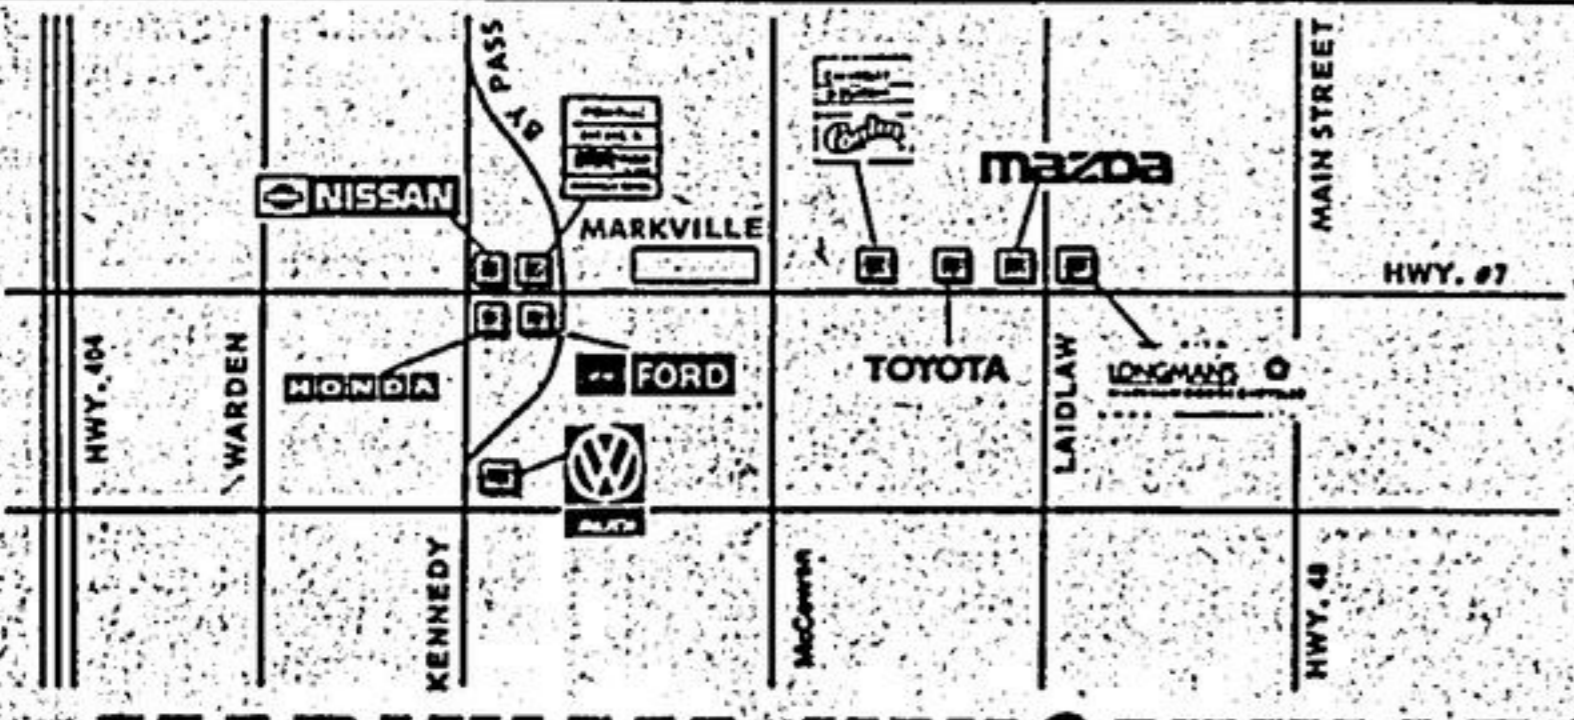 BY PASS
MAIN STREET
mazda
NISSAN
MARKVILLE
HWY. #7
HWY. 404
WARDEN
HONDA
FORD
TOYOTA
LAIDLAW
LONGMANS
VW
KENNEDY
McCowan
HWY. 48